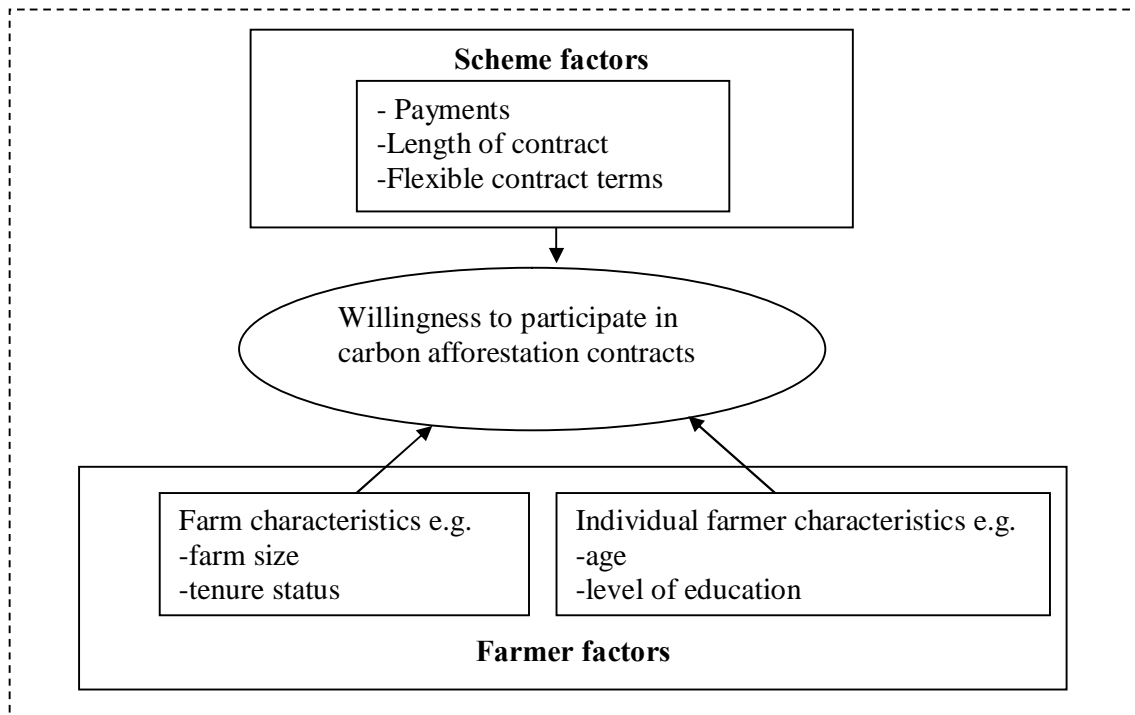 Scheme factors
- Payments
-Length of contract
-Flexible contract terms
Willingness to participate in
carbon afforestation contracts
Farm characteristics e.g.
-farm size
-tenure status
Individual farmer characteristics e.g.
-age
-level of education
Farmer factors